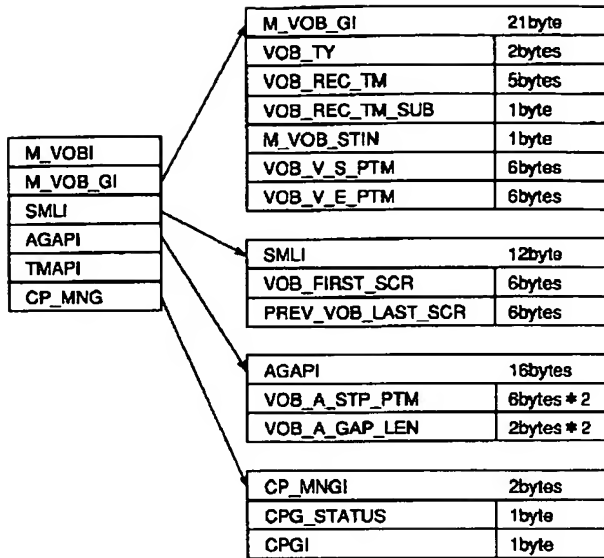 M_VOBI
M_VOB_GI
SMLI
AGAPI
TMAPI
CP_MNG
M_VOB_GI 21byte
VOB_TY 2bytes
VOB_REC_TM 5bytes
VOB_REC_TM_SUB 1byte
M_VOB_STIN 1byte
VOB_V_S_PTM 6bytes
VOB_V_E_PTM 6bytes
SMLI 12byte
VOB_FIRST_SCR 6bytes
PREV_VOB_LAST_SCR 6bytes
AGAPI 16bytes
VOB_A_STP_PTM 6bytes*2
VOB_A_GAP_LEN 2bytes*2
CP_MNGI 2bytes
CPG_STATUS 1byte
CPGI 1byte